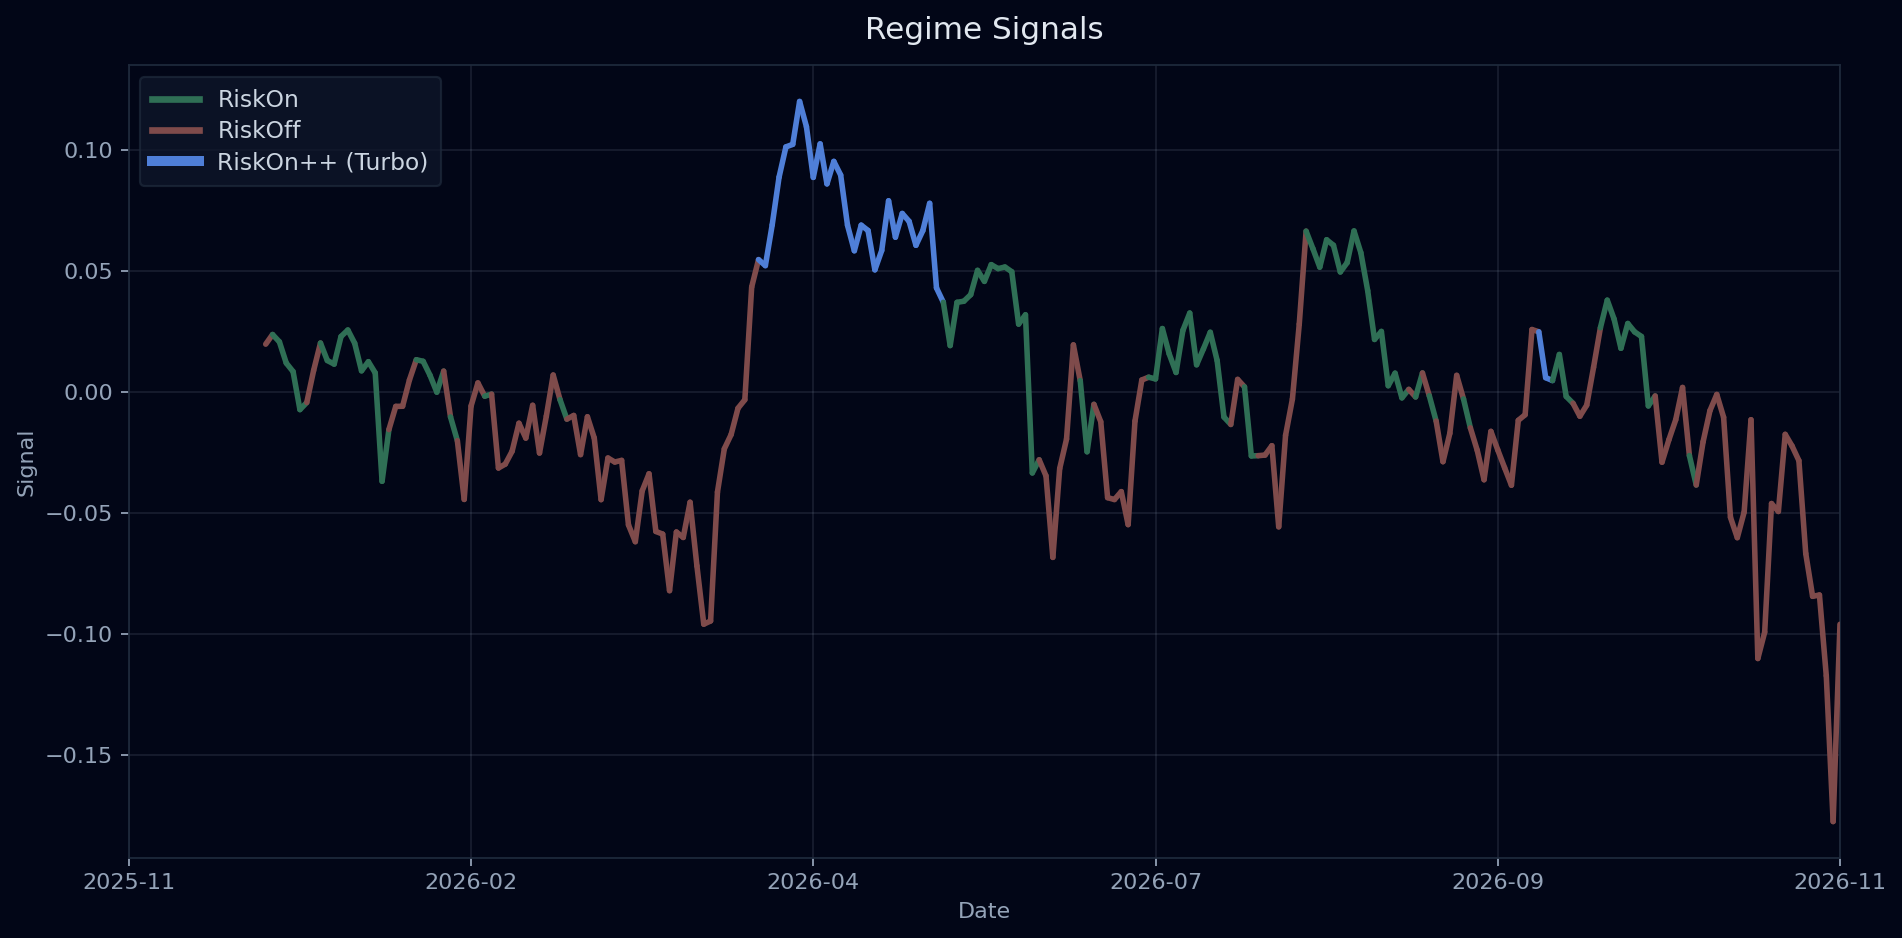 Regime Signals
RiskOn
RiskOff
RiskOn++ (Turbo)
0.10
0.05
0.00
−0.05
−0.10
−0.15
Signal
2025-11
2026-02
2026-04
2026-07
2026-09
2026-11
Date